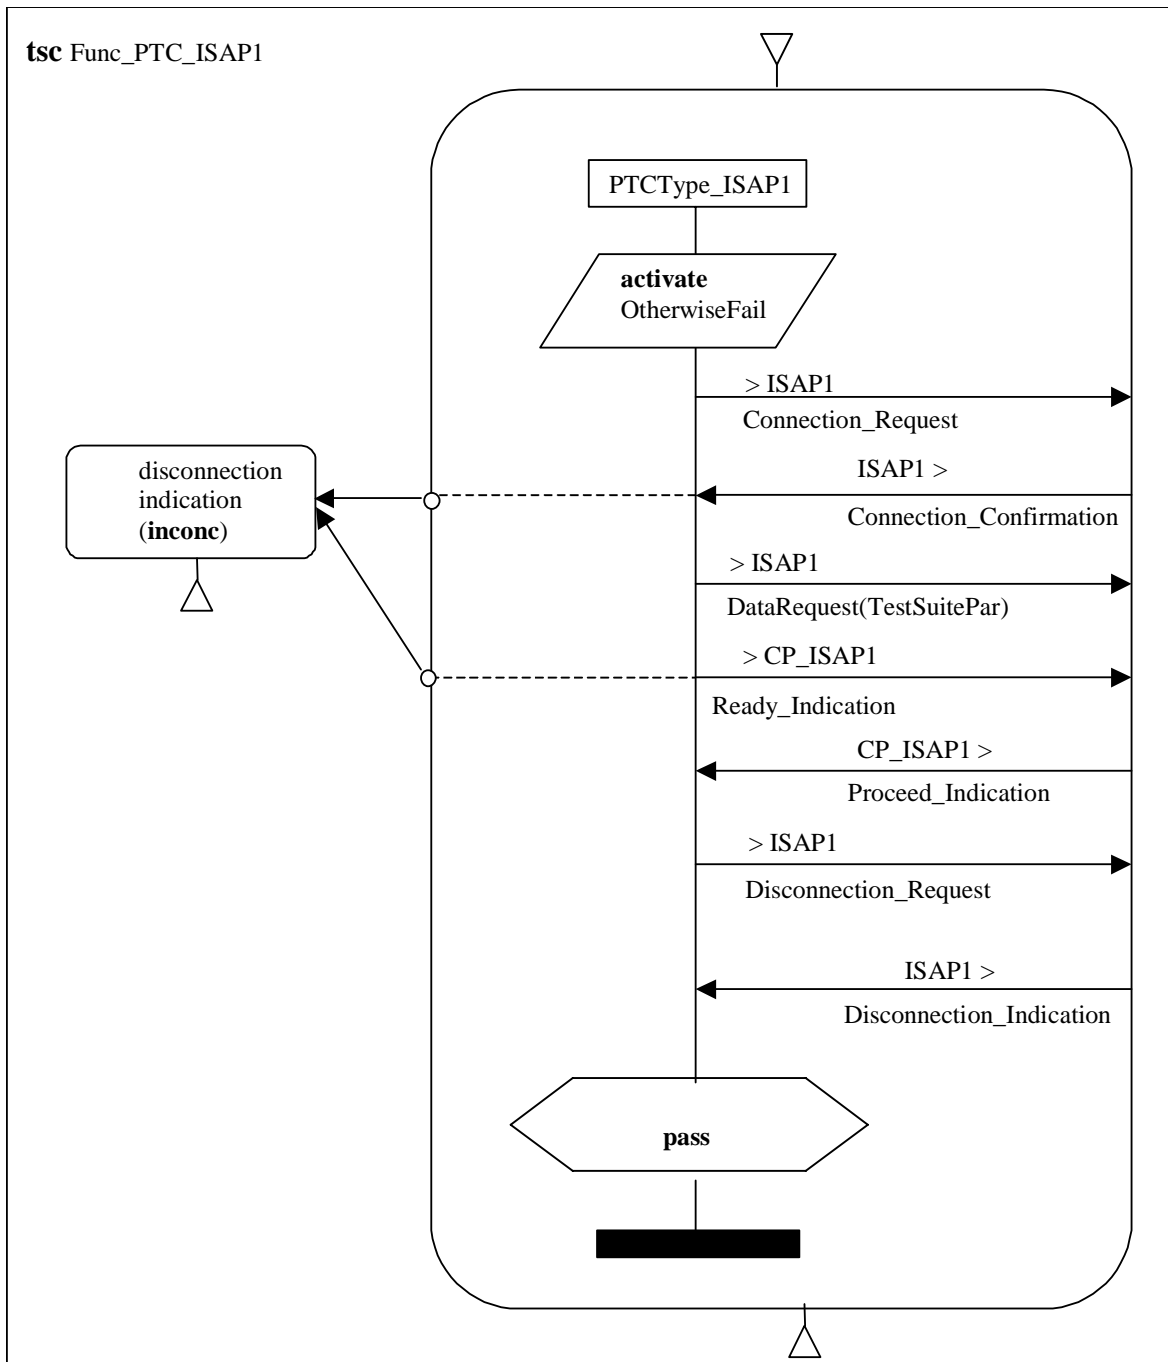 tsc Func_PTC_ISAP1
PTCType_ISAP1
activate
OtherwiseFail
> ISAP1
Connection_Request
disconnection
indication
(inconc)
ISAP1 >
Connection_Confirmation
> ISAP1
DataRequest(TestSuitePar)
> CP_ISAP1
Ready_Indication
CP_ISAP1 >
Proceed_Indication
> ISAP1
Disconnection_Request
ISAP1 >
Disconnection_Indication
pass